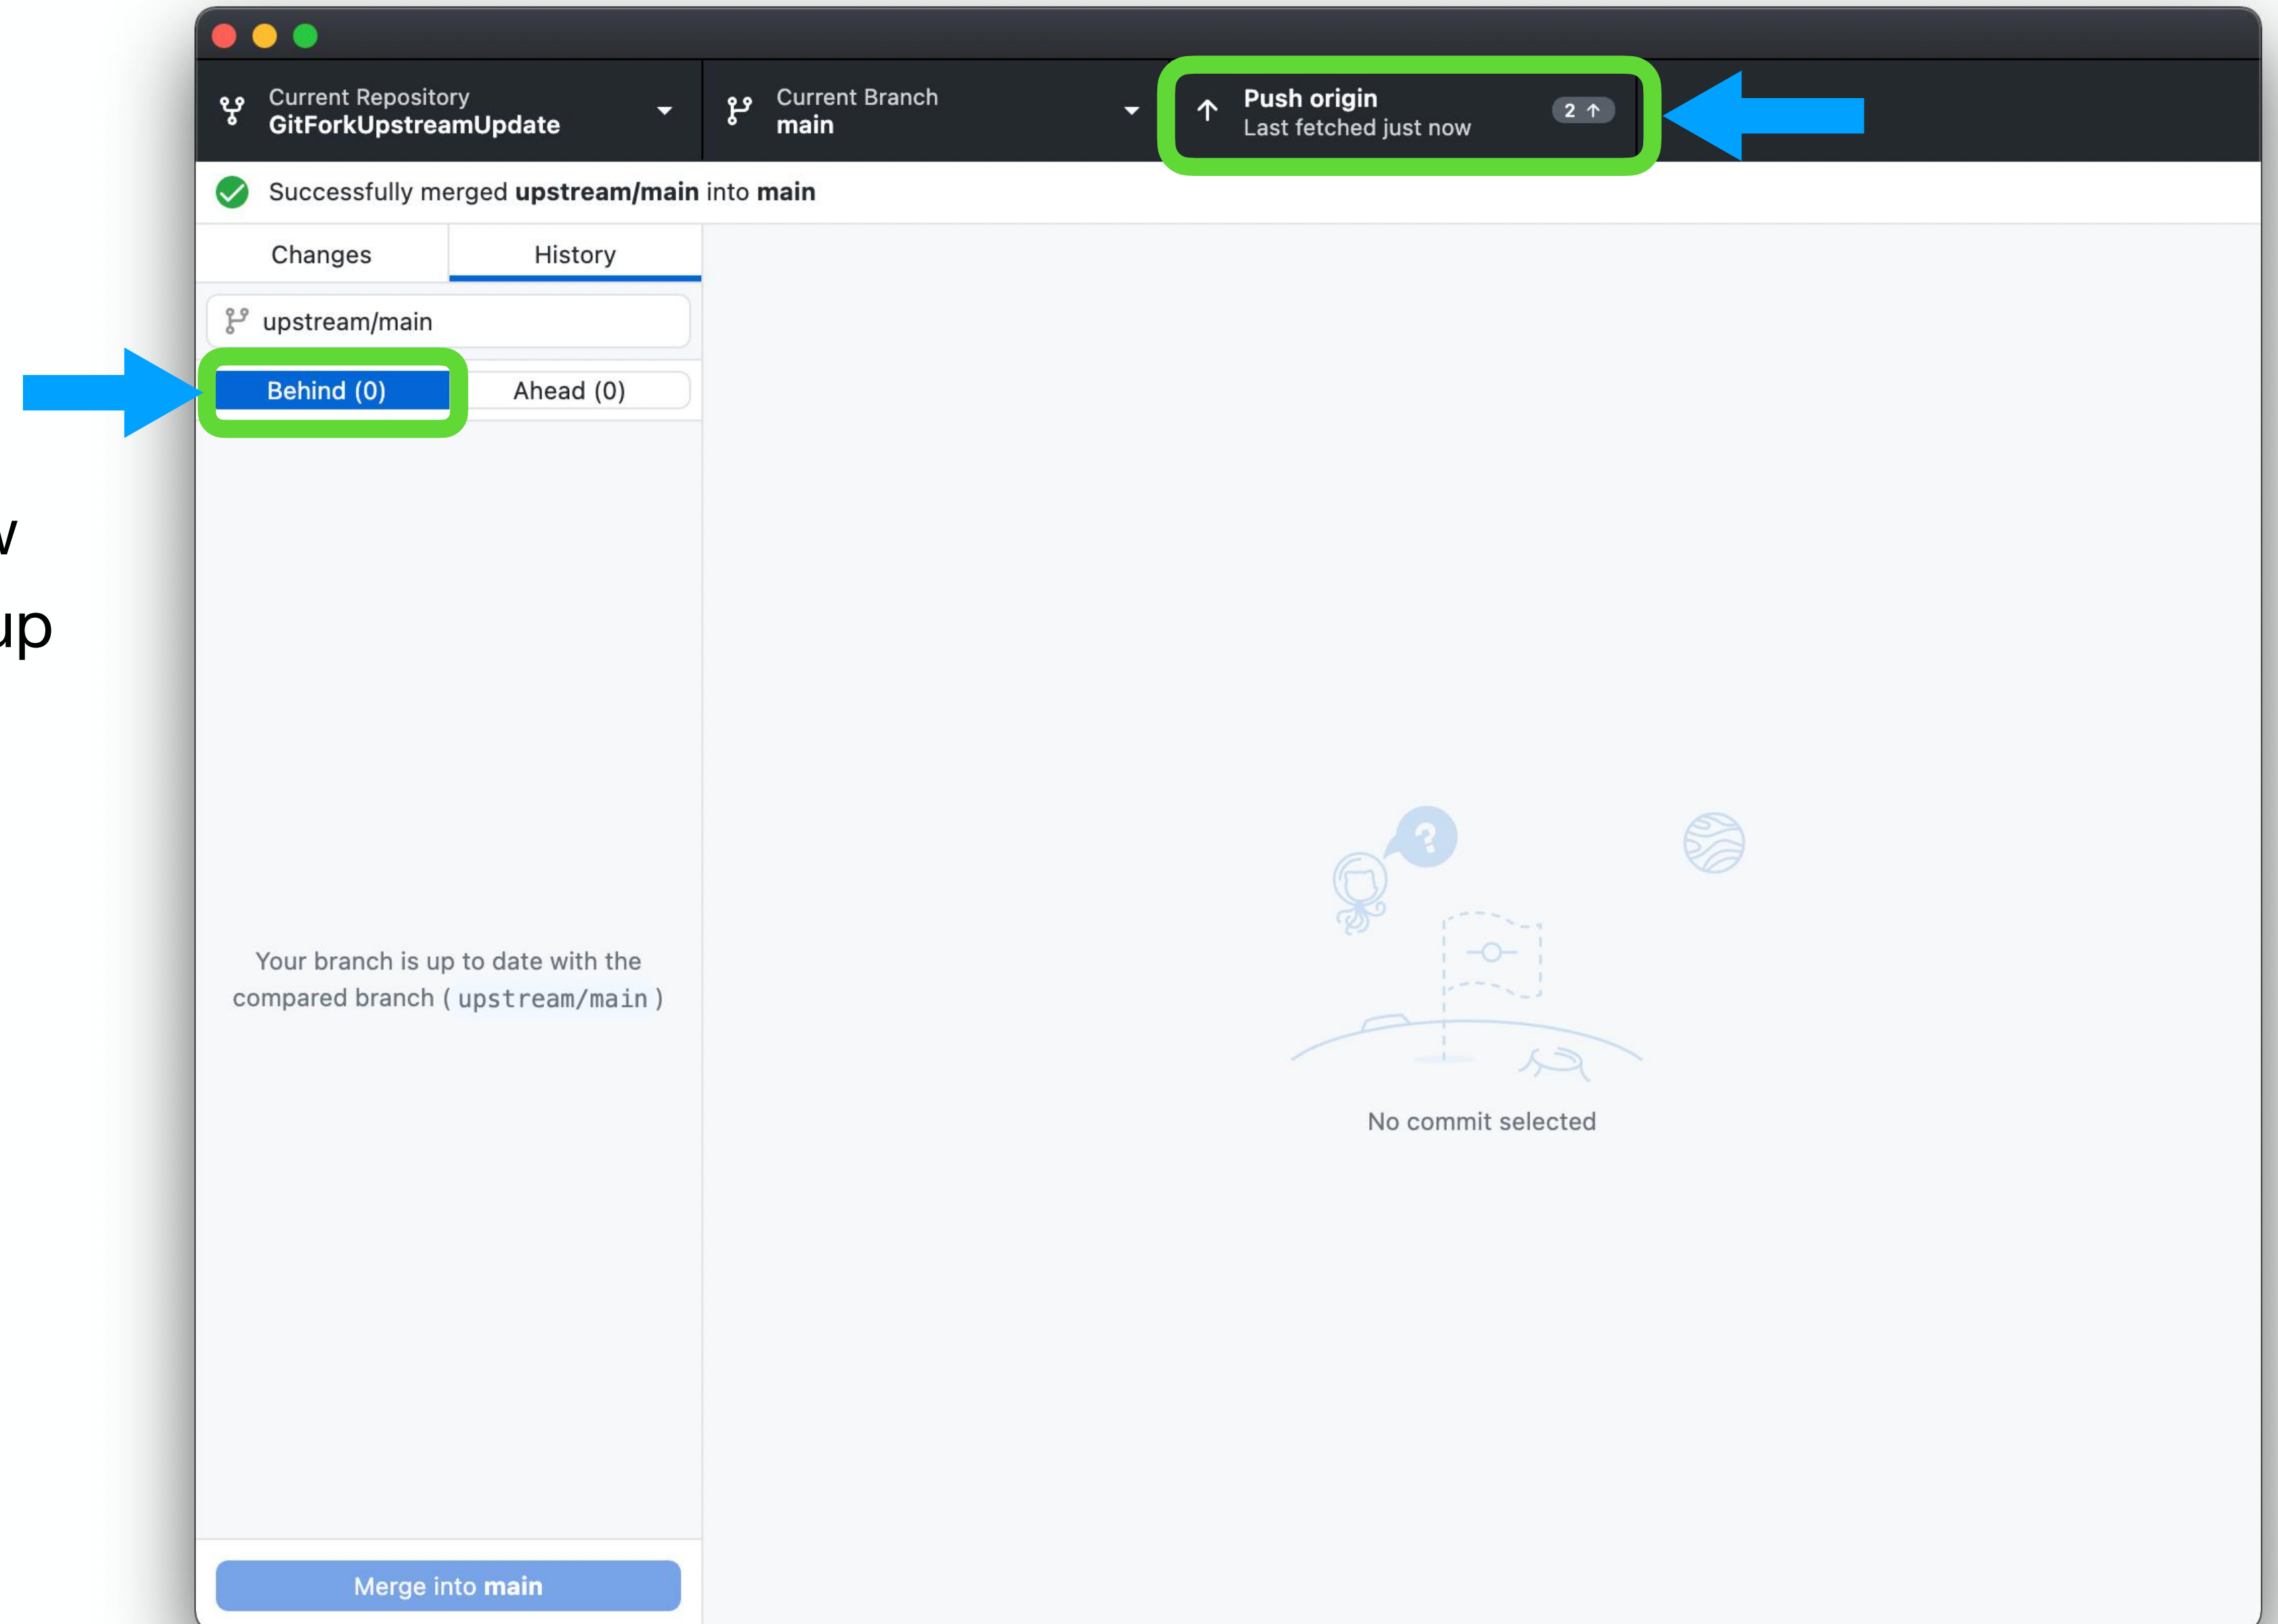 Current Repository
GitForkUpstreamUpdate
Current Branch
main
Push origin
Last fetched just now
2 ↑
Successfully merged upstream/main into main
Changes
History
upstream/main
Behind (0)
Ahead (0)
up
?
Your branch is up to date with the
compared branch ( upstream/main )
No commit selected
Merge into main